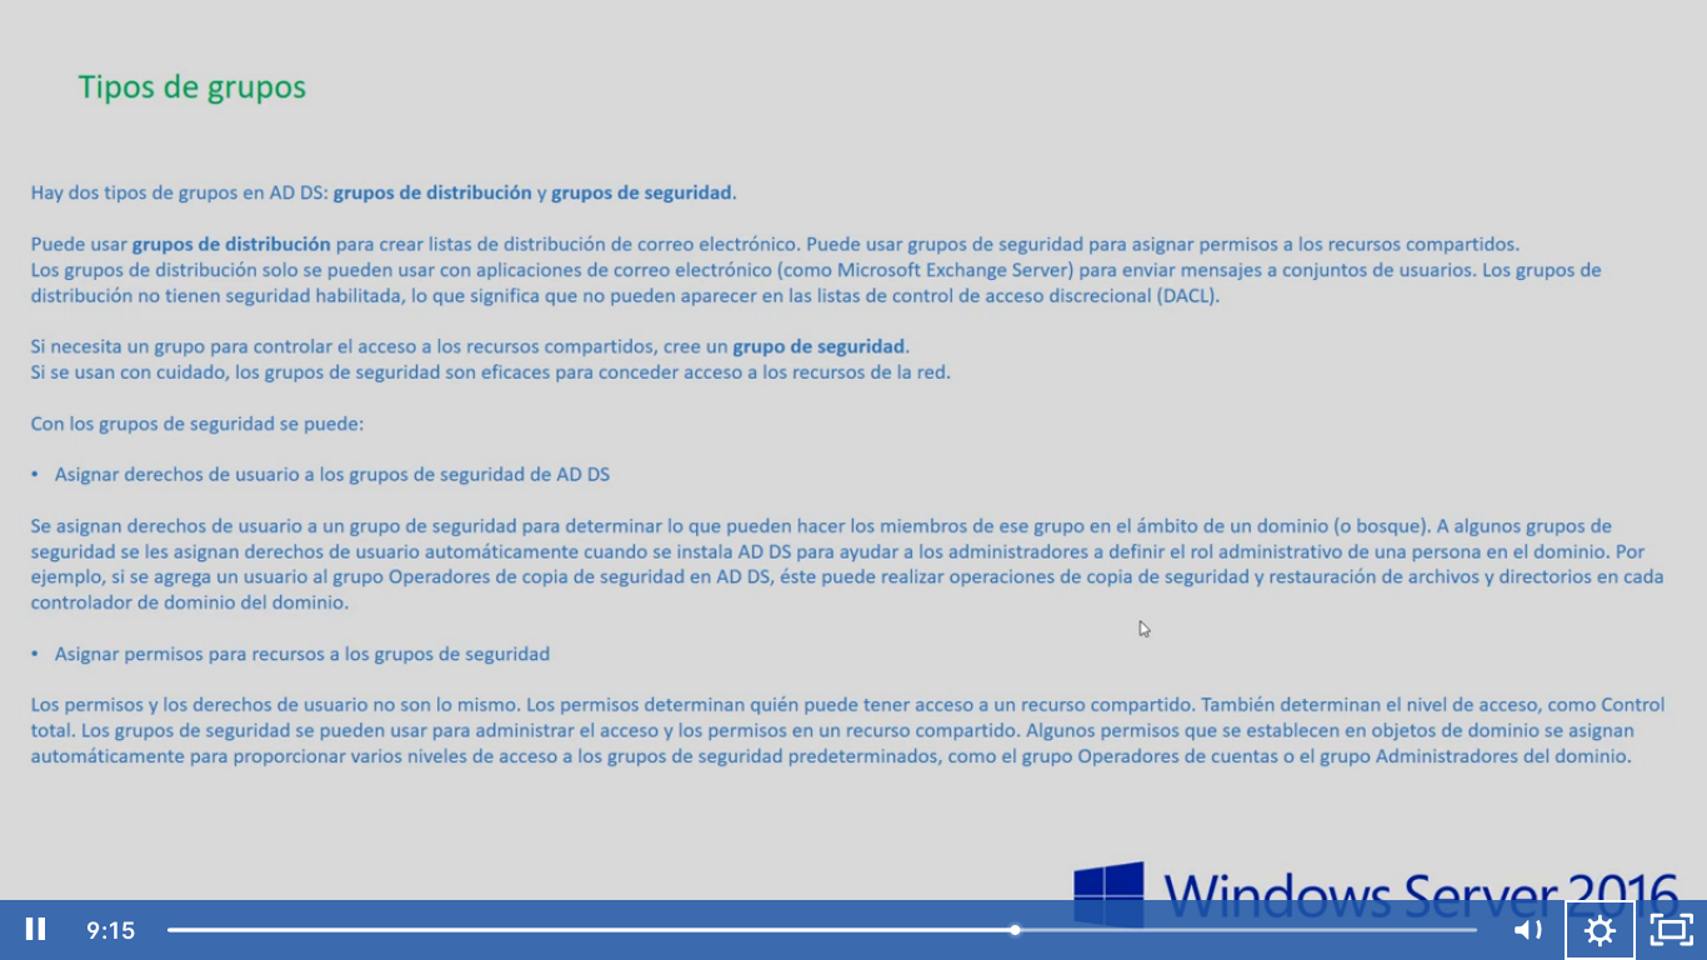 Tipos de grupos
Hay dos tipos de grupos en AD DS: grupos de distribución y grupos de seguridad.
Puede usar grupos de distribución para crear listas de distribución de correo electrónico. Puede usar grupos de seguridad para asignar permisos a los recursos compartidos.
Los grupos de distribución solo se pueden usar con aplicaciones de correo electrónico (como Microsoft Exchange Server) para enviar mensajes a conjuntos de usuarios. Los grupos de
distribución no tienen seguridad habilitada, lo que significa que no pueden aparecer en las listas de control de acceso discrecional (DACL).
Si necesita un grupo para controlar el acceso a los recursos compartidos, cree un grupo de seguridad.
Si se usan con cuidado, los grupos de seguridad son eficaces para conceder acceso a los recursos de la red.
Con los grupos de seguridad se puede:
• Asignar derechos de usuario a los grupos de seguridad de AD DS
Se asignan derechos de usuario a un grupo de seguridad para determinar lo que pueden hacer los miembros de ese grupo en el ámbito de un dominio (o bosque). A algunos grupos de
seguridad se les asignan derechos de usuario automáticamente cuando se instala AD DS para ayudar a los administradores a definir el rol administrativo de una persona en el dominio. Por
ejemplo, si se agrega un usuario al grupo Operadores de copia de seguridad en AD DS, éste puede realizar operaciones de copia de seguridad y restauración de archivos y directorios en cada
controlador de dominio del dominio.
• Asignar permisos para recursos a los grupos de seguridad
Los permisos y los derechos de usuario no son lo mismo. Los permisos determinan quién puede tener acceso a un recurso compartido. También determinan el nivel de acceso, como Control
total. Los grupos de seguridad se pueden usar para administrar el acceso y los permisos en un recurso compartido. Algunos permisos que se establecen en objetos de dominio se asignan
automáticamente para proporcionar varios niveles de acceso a los grupos de seguridad predeterminados, como el grupo Operadores de cuentas o el grupo Administradores del dominio.
Windows Server 2016
9:15